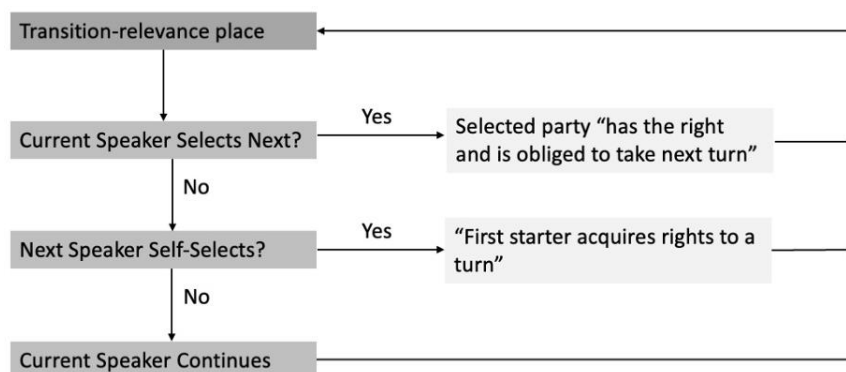 Transition-relevance place
Yes
Current Speaker Selects Next?
Selected party “has the right
and is obliged to take next turn”
No
Yes
Next Speaker Self-Selects?
“First starter acquires rights to a
turn”
No
Current Speaker Continues